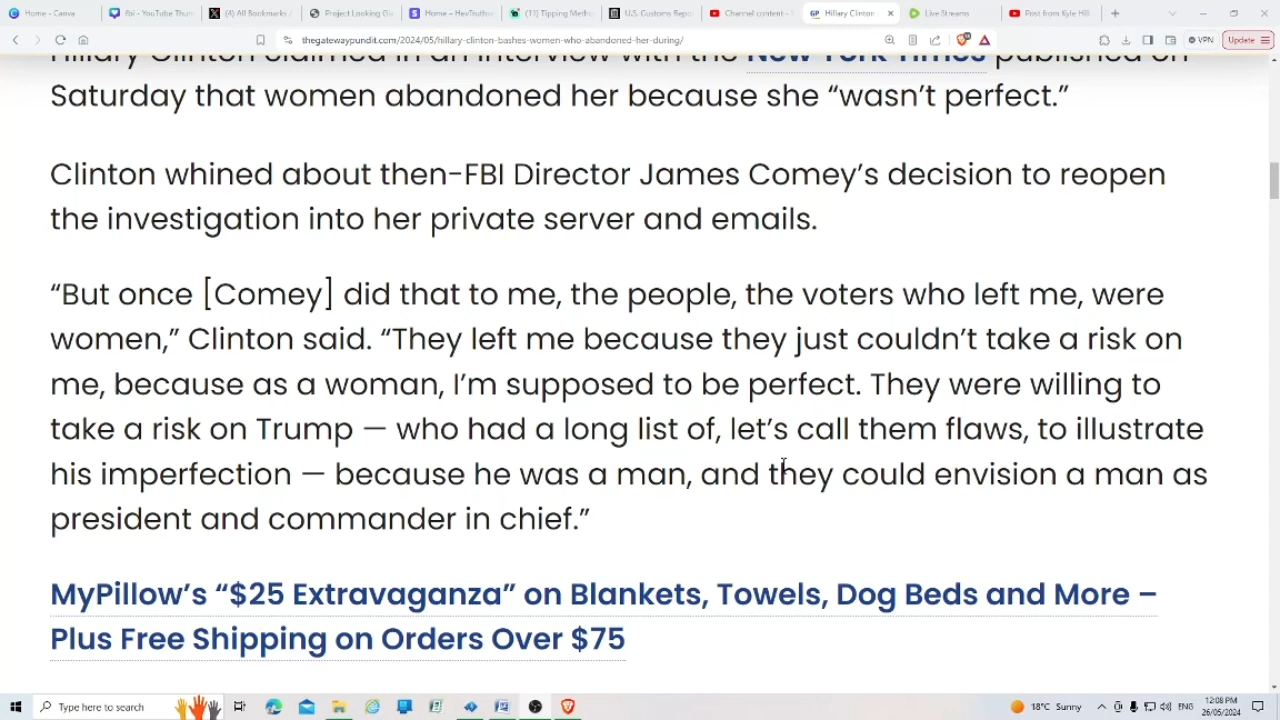 Home - Canva
Boi - YouTube Thum
(4) All Bookmarks /
Project Looking Gla
Home – HevTruthw
(11) Tipping Metho
U.S. Customs Repo
Channel content - Y
Hillary Clinton
Live Streams
Post from Kyle Hill
thegatewaypundit.com/2024/05/hillary-clinton-bashes-women-who-abandoned-her-during/
VPN
Update
Hillary Clinton claimed in an interview with the New York Times published on
Saturday that women abandoned her because she “wasn’t perfect.”
Clinton whined about then-FBI Director James Comey’s decision to reopen
the investigation into her private server and emails.
“But once [Comey] did that to me, the people, the voters who left me, were
women,” Clinton said. “They left me because they just couldn’t take a risk on
me, because as a woman, I’m supposed to be perfect. They were willing to
take a risk on Trump — who had a long list of, let’s call them flaws, to illustrate
his imperfection — because he was a man, and they could envision a man as
president and commander in chief.”
MyPillow’s “$25 Extravaganza” on Blankets, Towels, Dog Beds and More –
Plus Free Shipping on Orders Over $75
Type here to search
18°C Sunny
ENG
12:08 PM
26/05/2024